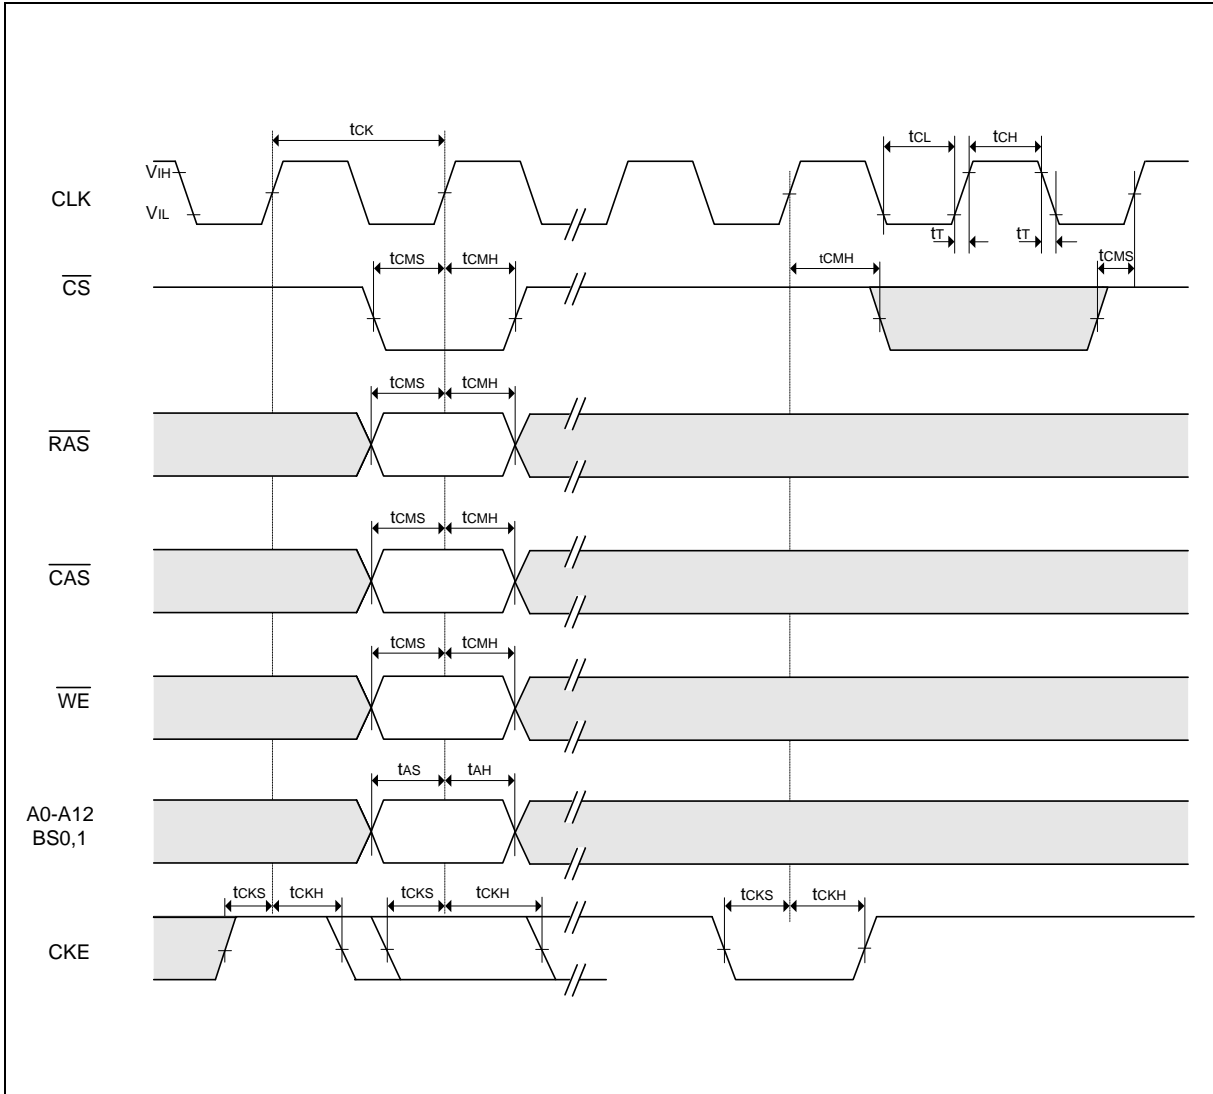 tCK
tCL
tCH
VIH
CLK
VIL
tT
tT
tCMS
tCMH
tCMH
tCMS
CS
tCMS
tCMH
RAS
tCMS
tCMH
CAS
tCMS
tCMH
WE
tAS
tAH
A0-A12
BS0,1
tCKS
tCKH
tCKS
tCKH
tCKS
tCKH
CKE